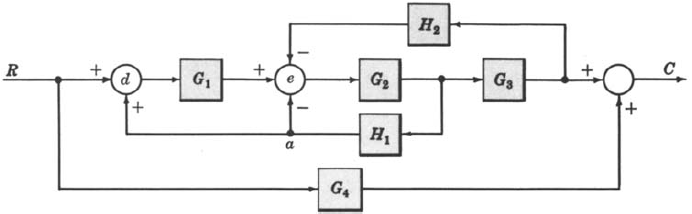 H₂
−
R
+
d
G₁
+
e
G₂
G₃
+
C
+
−
+
a
H₁
G₄